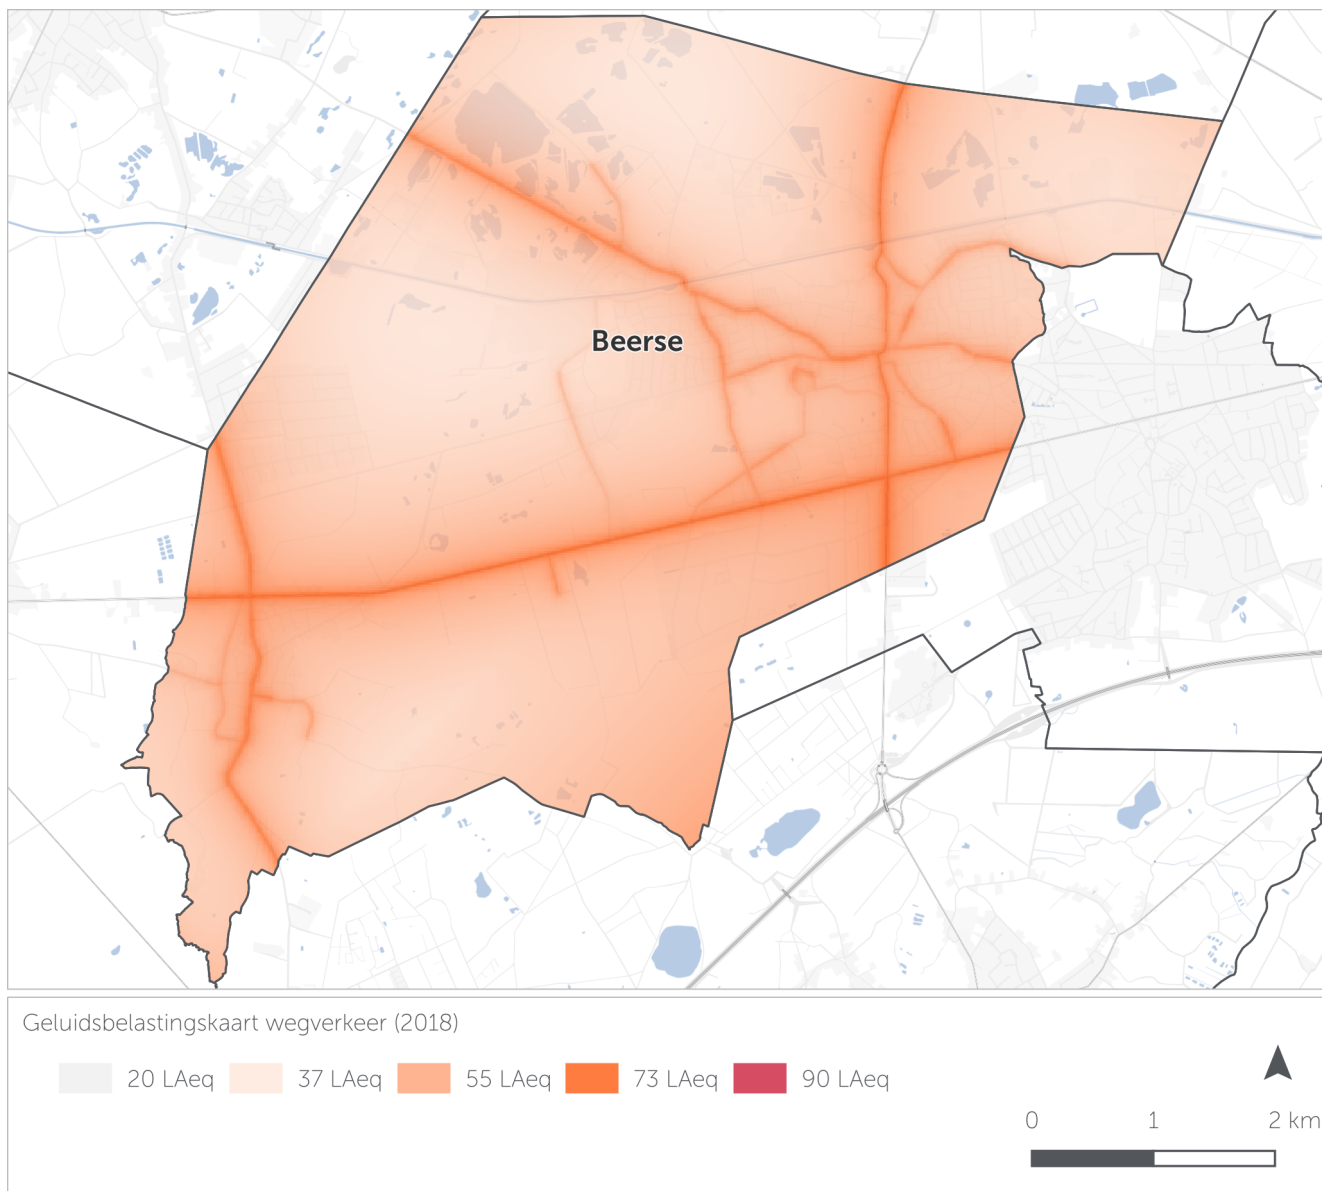 Beerse
Geluidsbelastingskaart wegverkeer (2018)
20 LAeq 37 LAeq 55 LAeq 73 LAeq 90 LAeq
0 1 2 km